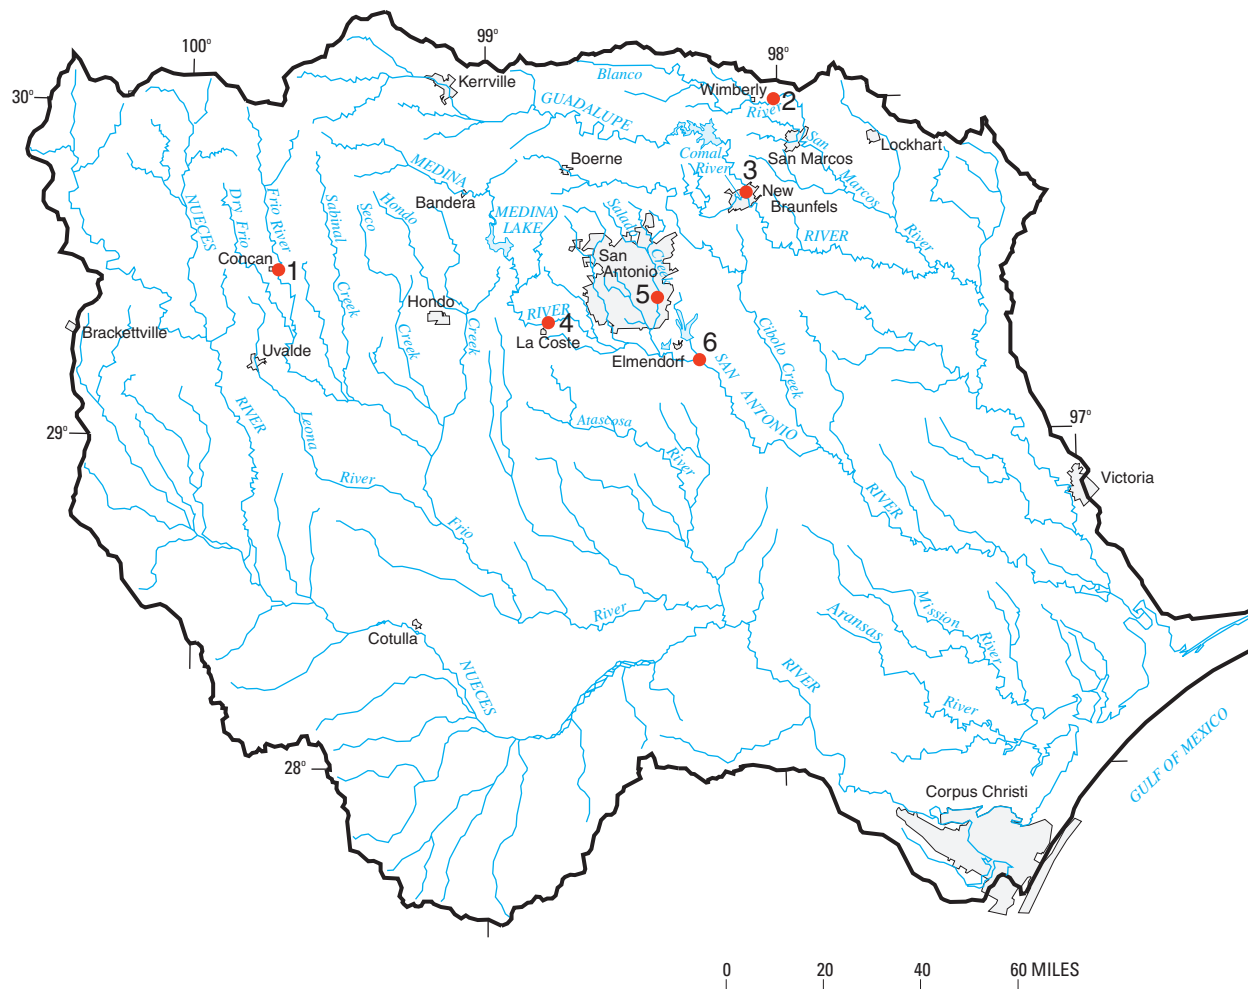 100°
99°
98°
30°
Kerrville
Blanco
Wimberly
2
River
GUADALUPE
San
Marcos
River
San Marcos
Lockhart
Comal
River
3
New
Braunfels
RIVER
Boerne
MEDINA
Bandera
MEDINA
LAKE
Salado
Creek
San
Antonio
5
NUECES
Dry Frio
Frio River
Sabinal
Creek
Seco
Creek
Hondo
Creek
Concan
1
Hondo
RIVER
4
La Coste
Elmendorf
6
SAN
ANTONIO
RIVER
Cibolo Creek
Brackettville
Uvalde
RIVER
Leona
River
29°
97°
Victoria
Atascosa
River
Frio
River
Cotulla
NUECES
RIVER
Mission
River
Aransas
River
28°
Corpus Christi
GULF OF MEXICO
0 20 40 60 MILES